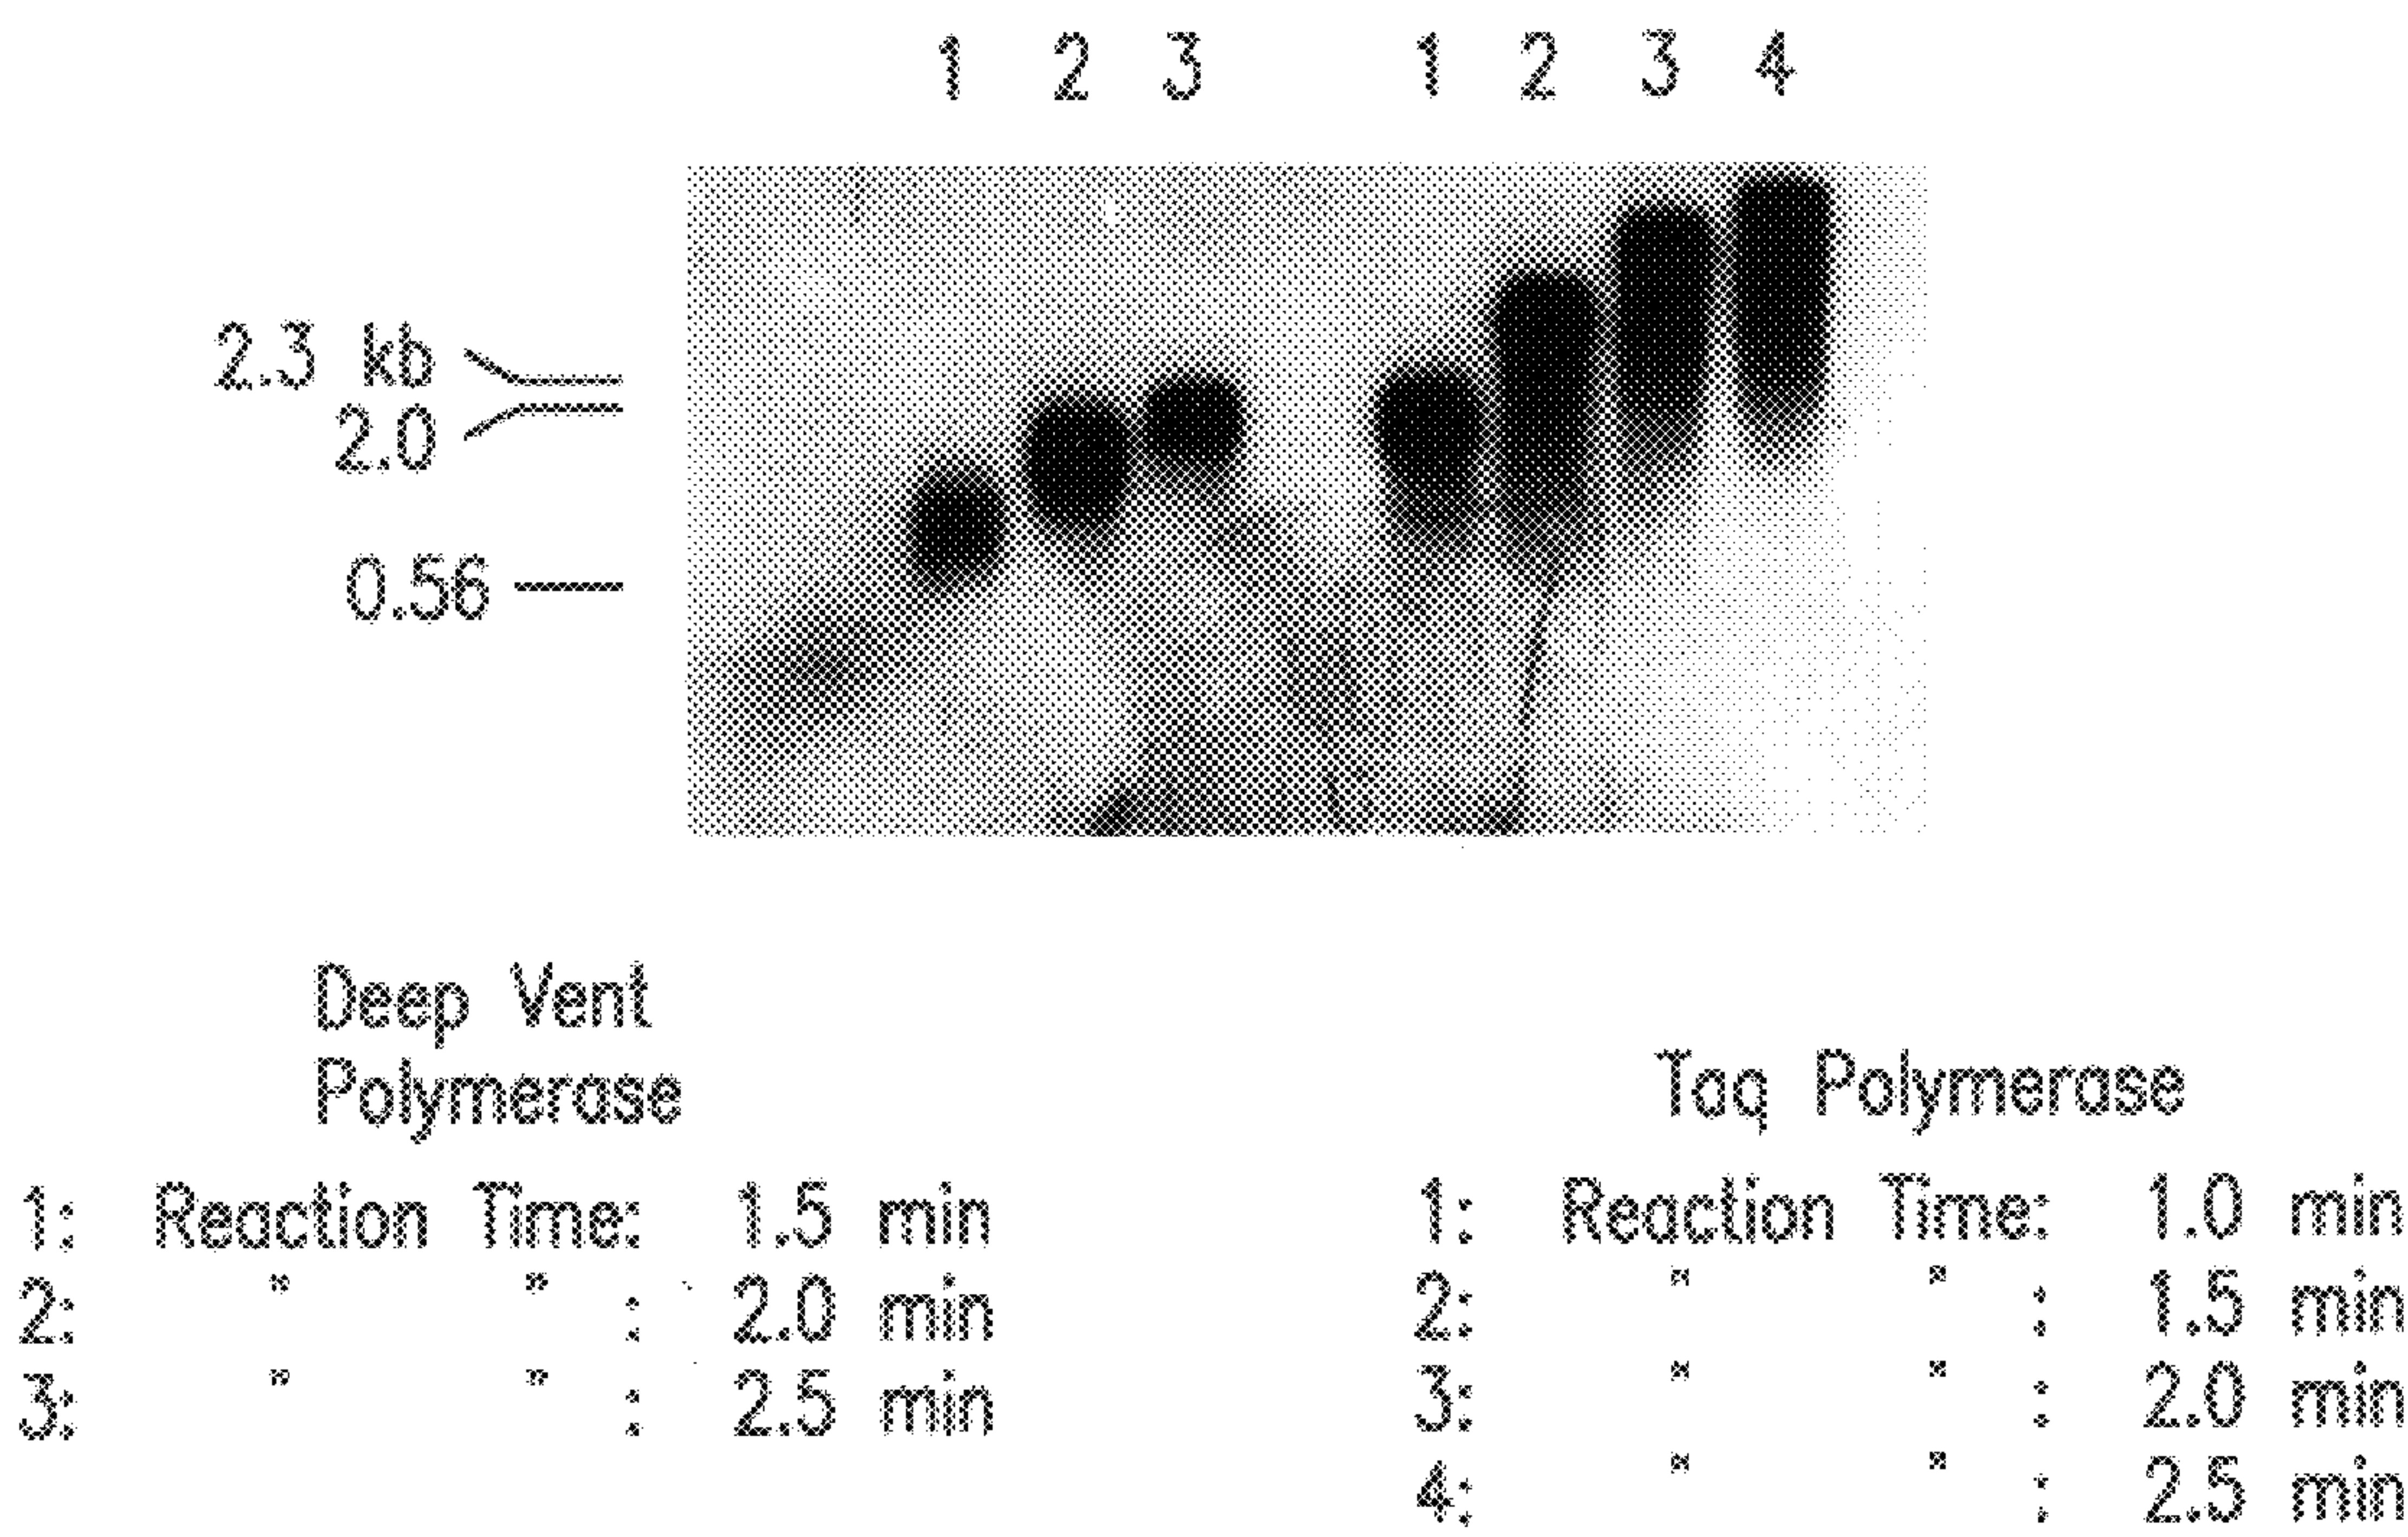 1 2 3 1 2 3 4
2.3 kb
2.0
0.56
Deep Vent
Polymerase
1: Reaction Time: 1.5 min
2: " " : 2.0 min
3: " " : 2.5 min
Taq Polymerase
1: Reaction Time: 1.0 min
2: " " : 1.5 min
3: " " : 2.0 min
4: " " : 2.5 min